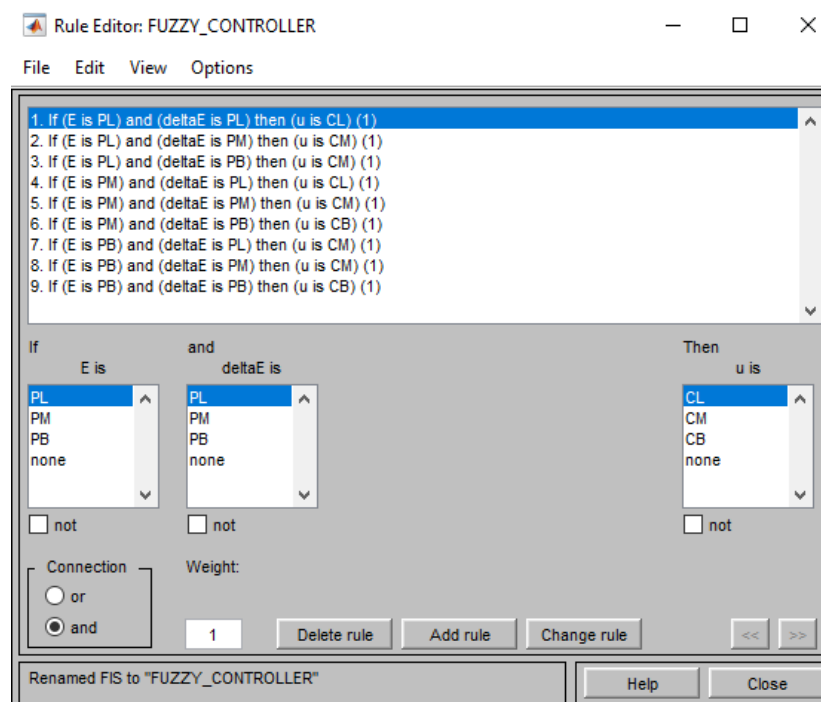 Rule Editor: FUZZY_CONTROLLER
File Edit View Options
1. If (E is PL) and (deltaE is PL) then (u is CL) (1)
2. If (E is PL) and (deltaE is PM) then (u is CM) (1)
3. If (E is PL) and (deltaE is PB) then (u is CM) (1)
4. If (E is PM) and (deltaE is PL) then (u is CL) (1)
5. If (E is PM) and (deltaE is PM) then (u is CM) (1)
6. If (E is PM) and (deltaE is PB) then (u is CB) (1)
7. If (E is PB) and (deltaE is PL) then (u is CM) (1)
8. If (E is PB) and (deltaE is PM) then (u is CM) (1)
9. If (E is PB) and (deltaE is PB) then (u is CB) (1)
If and Then
E is deltaE is u is
PL PL CL
PM PM CM
PB PB CB
none none none
not not not
Connection Weight:
or
and 1 Delete rule Add rule Change rule << >>
Renamed FIS to "FUZZY_CONTROLLER" Help Close